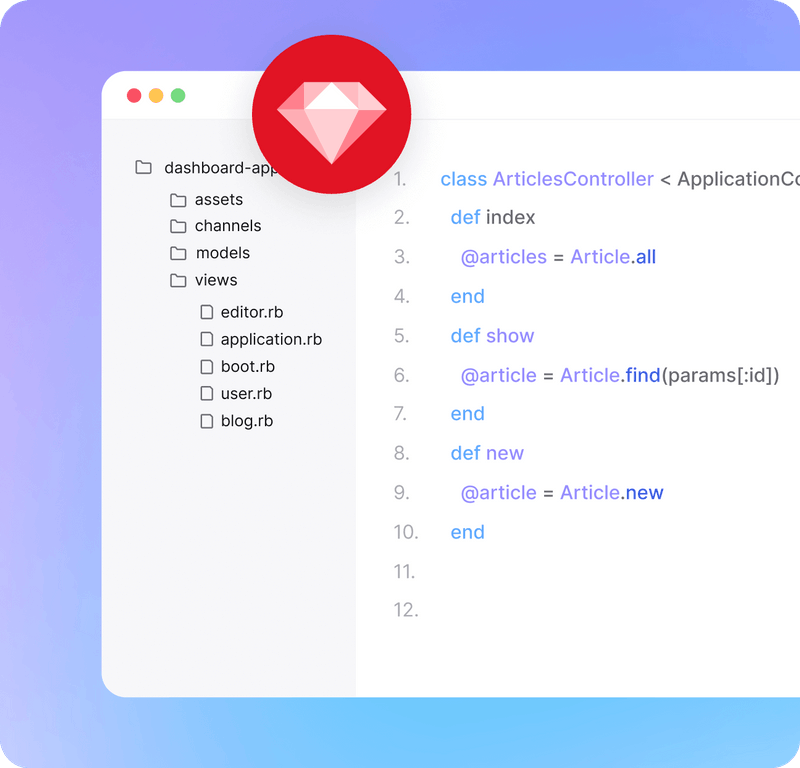 dashboard-app
assets
channels
models
views
editor.rb
application.rb
boot.rb
user.rb
blog.rb
1. class ArticlesController < ApplicationCo
2. def index
3. @articles = Article.all
4. end
5. def show
6. @article = Article.find(params[:id])
7. end
8. def new
9. @article = Article.new
10. end
11.
12.